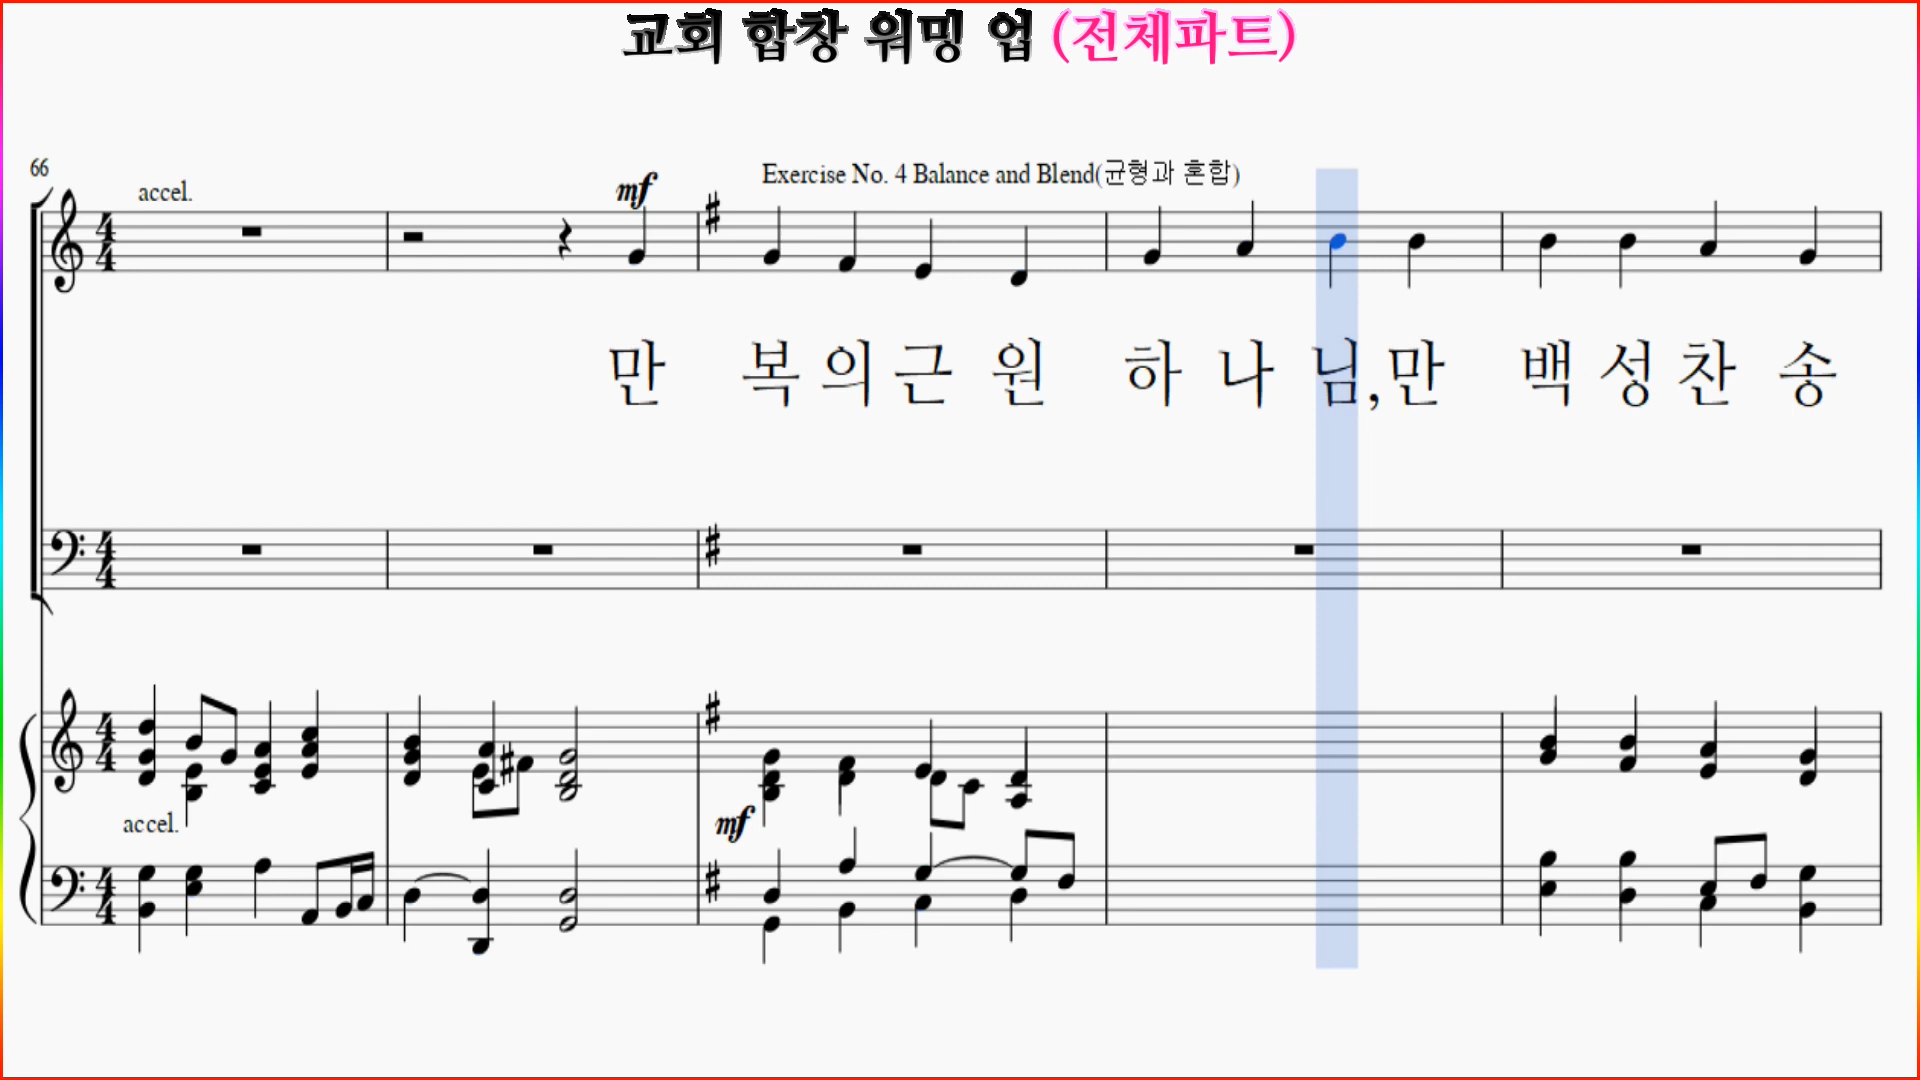 교회 합창 워밍 업 (전체파트)
66
accel.
mf
Exercise No. 4 Balance and Blend(균형과 혼합)
만 복의근 원 하 나 님,만 백 성 찬 송
accel.
mf